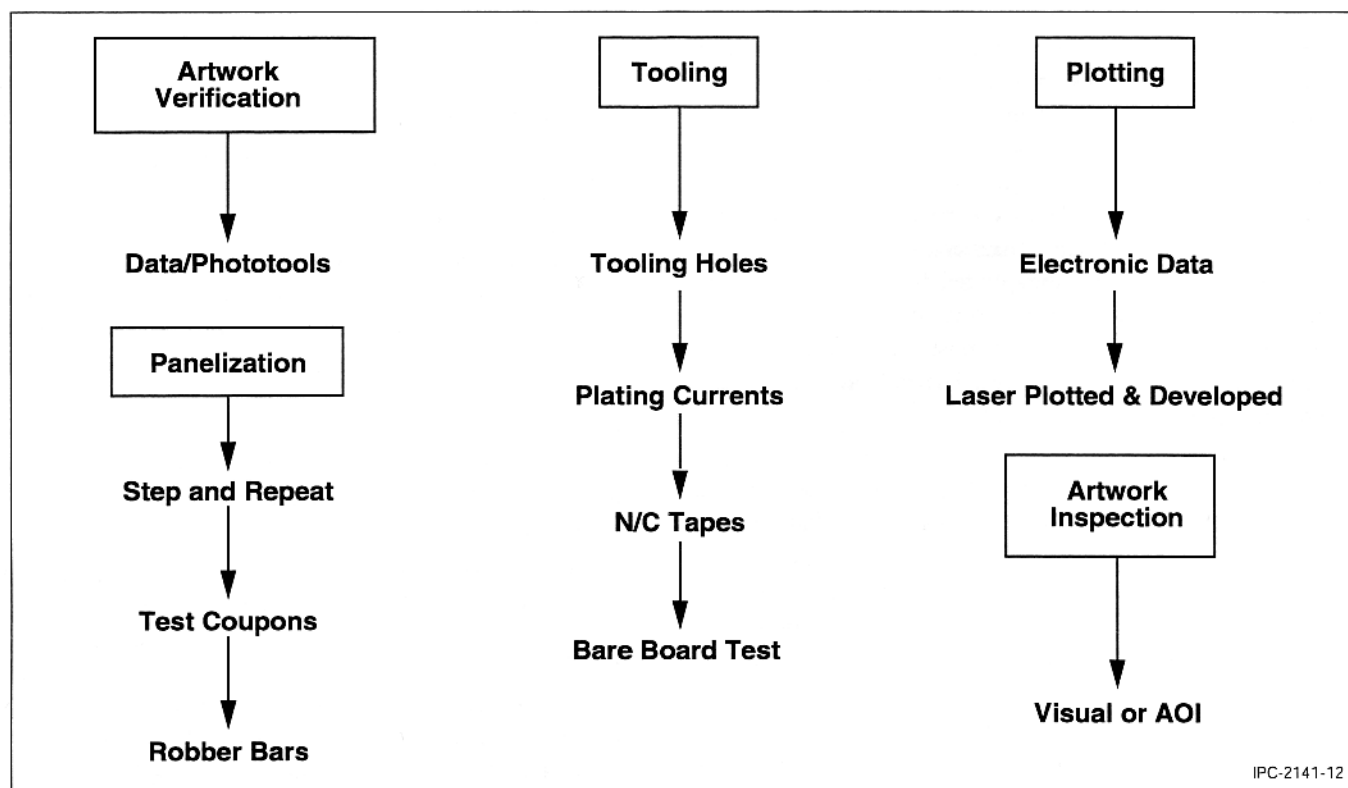 Artwork
Verification
Data/Phototools
Panelization
Step and Repeat
Test Coupons
Robber Bars
Tooling
Tooling Holes
Plating Currents
N/C Tapes
Bare Board Test
Plotting
Electronic Data
Laser Plotted & Developed
Artwork
Inspection
Visual or AOI
IPC-2141-12